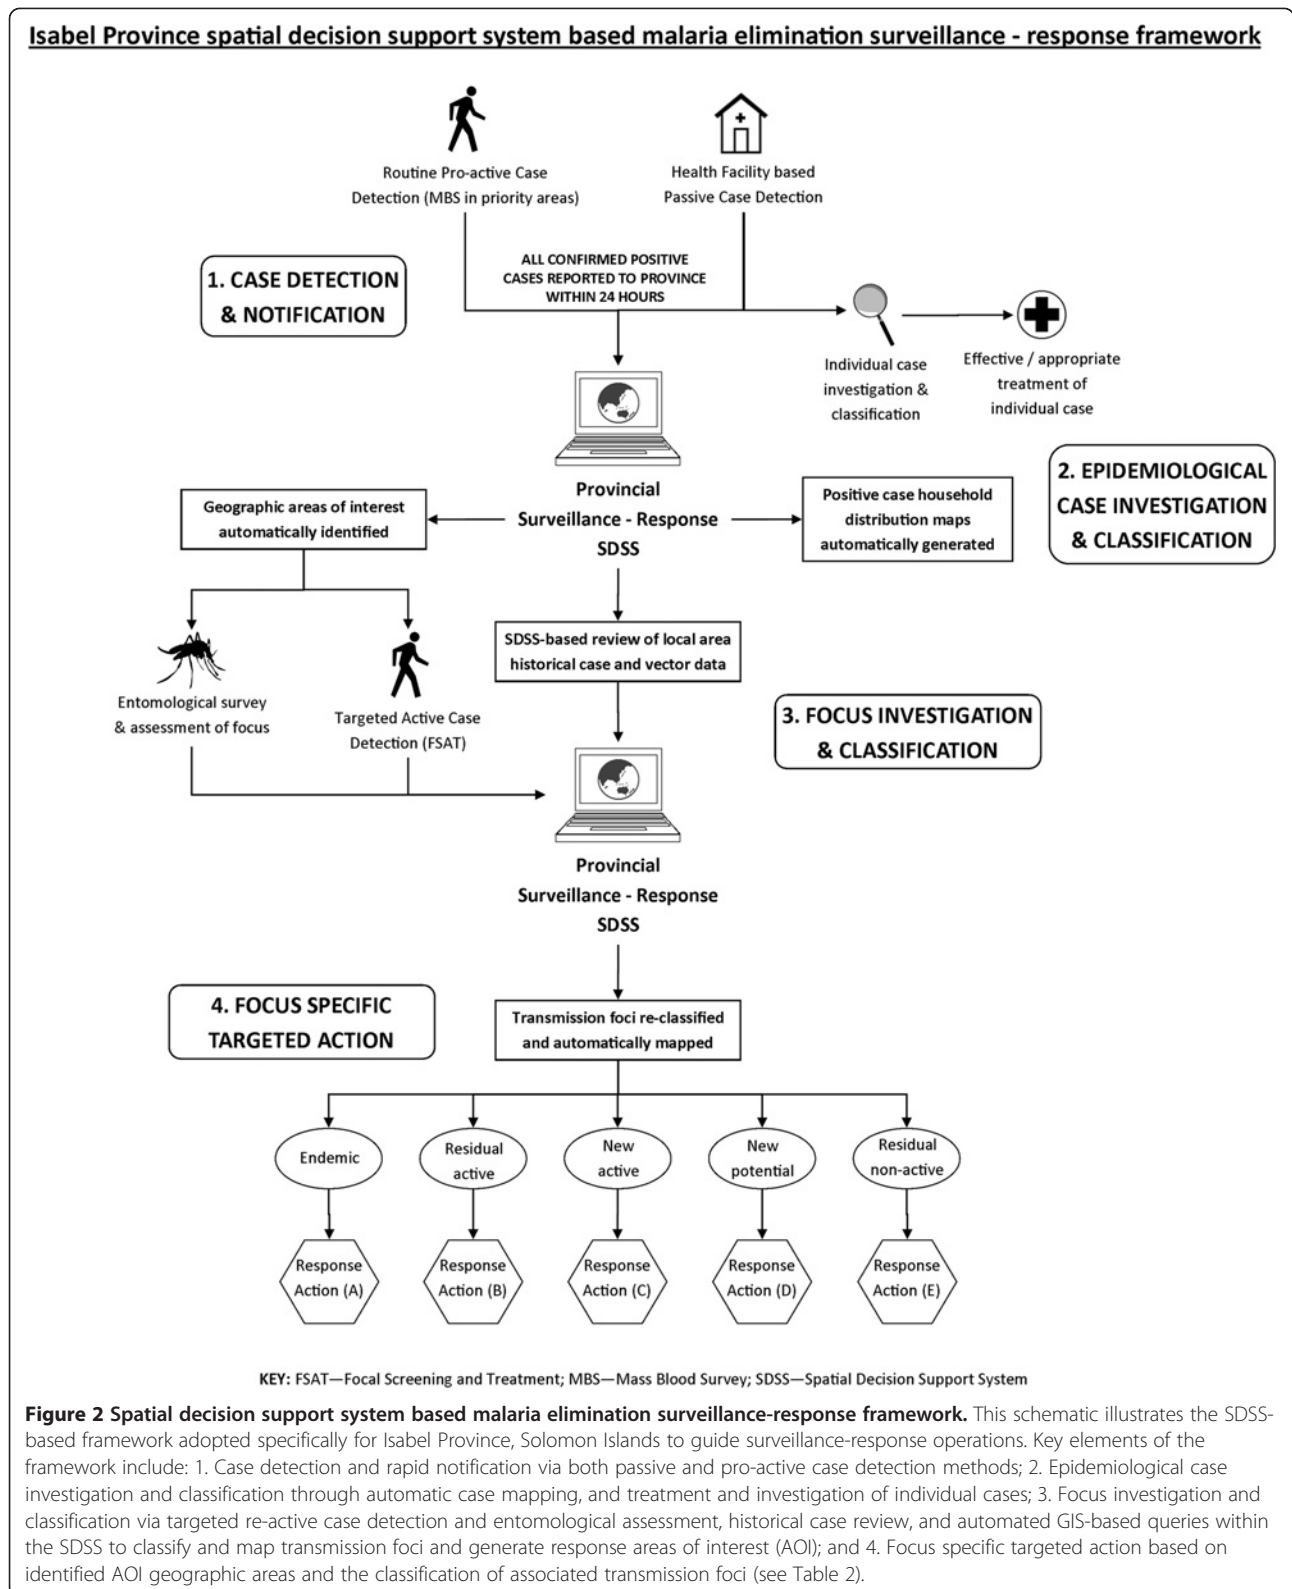 Isabel Province spatial decision support system based malaria elimination surveillance - response framework
Routine Pro-active Case
Detection (MBS in priority areas)
Health Facility based
Passive Case Detection
1. CASE DETECTION
& NOTIFICATION
ALL CONFIRMED POSITIVE
CASES REPORTED TO PROVINCE
WITHIN 24 HOURS
Individual case
investigation &
classification
Effective / appropriate
treatment of
individual case
2. EPIDEMIOLOGICAL
CASE INVESTIGATION
& CLASSIFICATION
Geographic areas of interest
automatically identified
Provincial
Surveillance - Response
SDSS
Positive case household
distribution maps
automatically generated
SDSS-based review of local area
historical case and vector data
Entomological survey
& assessment of focus
Targeted Active Case
Detection (FSAT)
3. FOCUS INVESTIGATION
& CLASSIFICATION
Provincial
Surveillance - Response
SDSS
4. FOCUS SPECIFIC
TARGETED ACTION
Transmission foci re-classified
and automatically mapped
Endemic
Residual
active
New
active
New
potential
Residual
non-active
Response
Action (A)
Response
Action (B)
Response
Action (C)
Response
Action (D)
Response
Action (E)
KEY: FSAT—Focal Screening and Treatment; MBS—Mass Blood Survey; SDSS—Spatial Decision Support System
Figure 2 Spatial decision support system based malaria elimination surveillance-response framework. This schematic illustrates the SDSS-
based framework adopted specifically for Isabel Province, Solomon Islands to guide surveillance-response operations. Key elements of the
framework include: 1. Case detection and rapid notification via both passive and pro-active case detection methods; 2. Epidemiological case
investigation and classification through automatic case mapping, and treatment and investigation of individual cases; 3. Focus investigation and
classification via targeted re-active case detection and entomological assessment, historical case review, and automated GIS-based queries within
the SDSS to classify and map transmission foci and generate response areas of interest (AOI); and 4. Focus specific targeted action based on
identified AOI geographic areas and the classification of associated transmission foci (see Table 2).